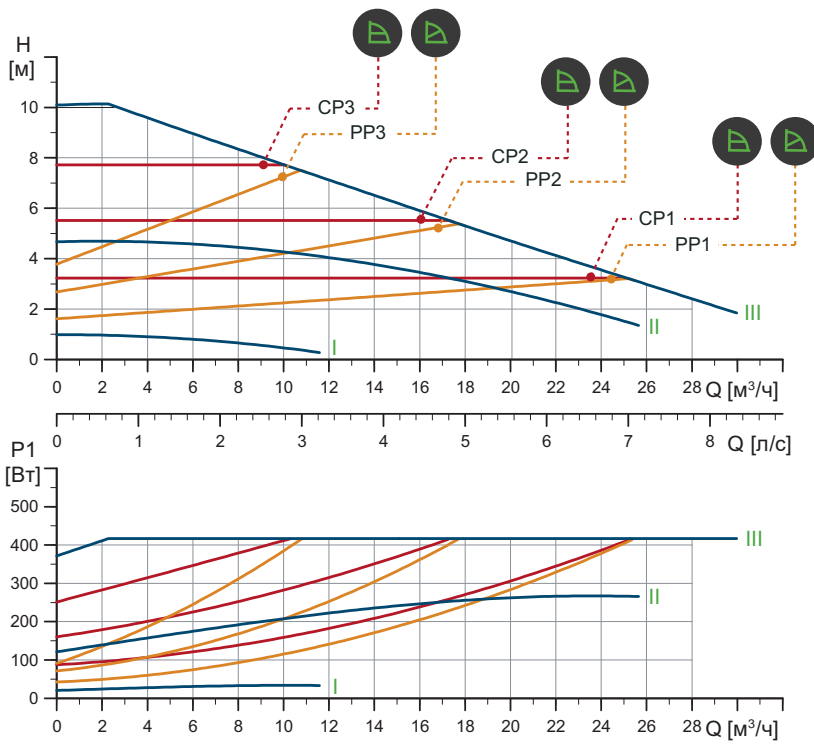 H
[м]
10
8
6
4
2
0
CP3
PP3
CP2
PP2
CP1
PP1
I
II
III
0 2 4 6 8 10 12 14 16 18 20 22 24 26 28 Q [м³/ч]
0 1 2 3 4 5 6 7 8 Q [л/с]
P1
[Вт]
500
400
300
200
100
0
III
II
I
0 2 4 6 8 10 12 14 16 18 20 22 24 26 28 Q [м³/ч]